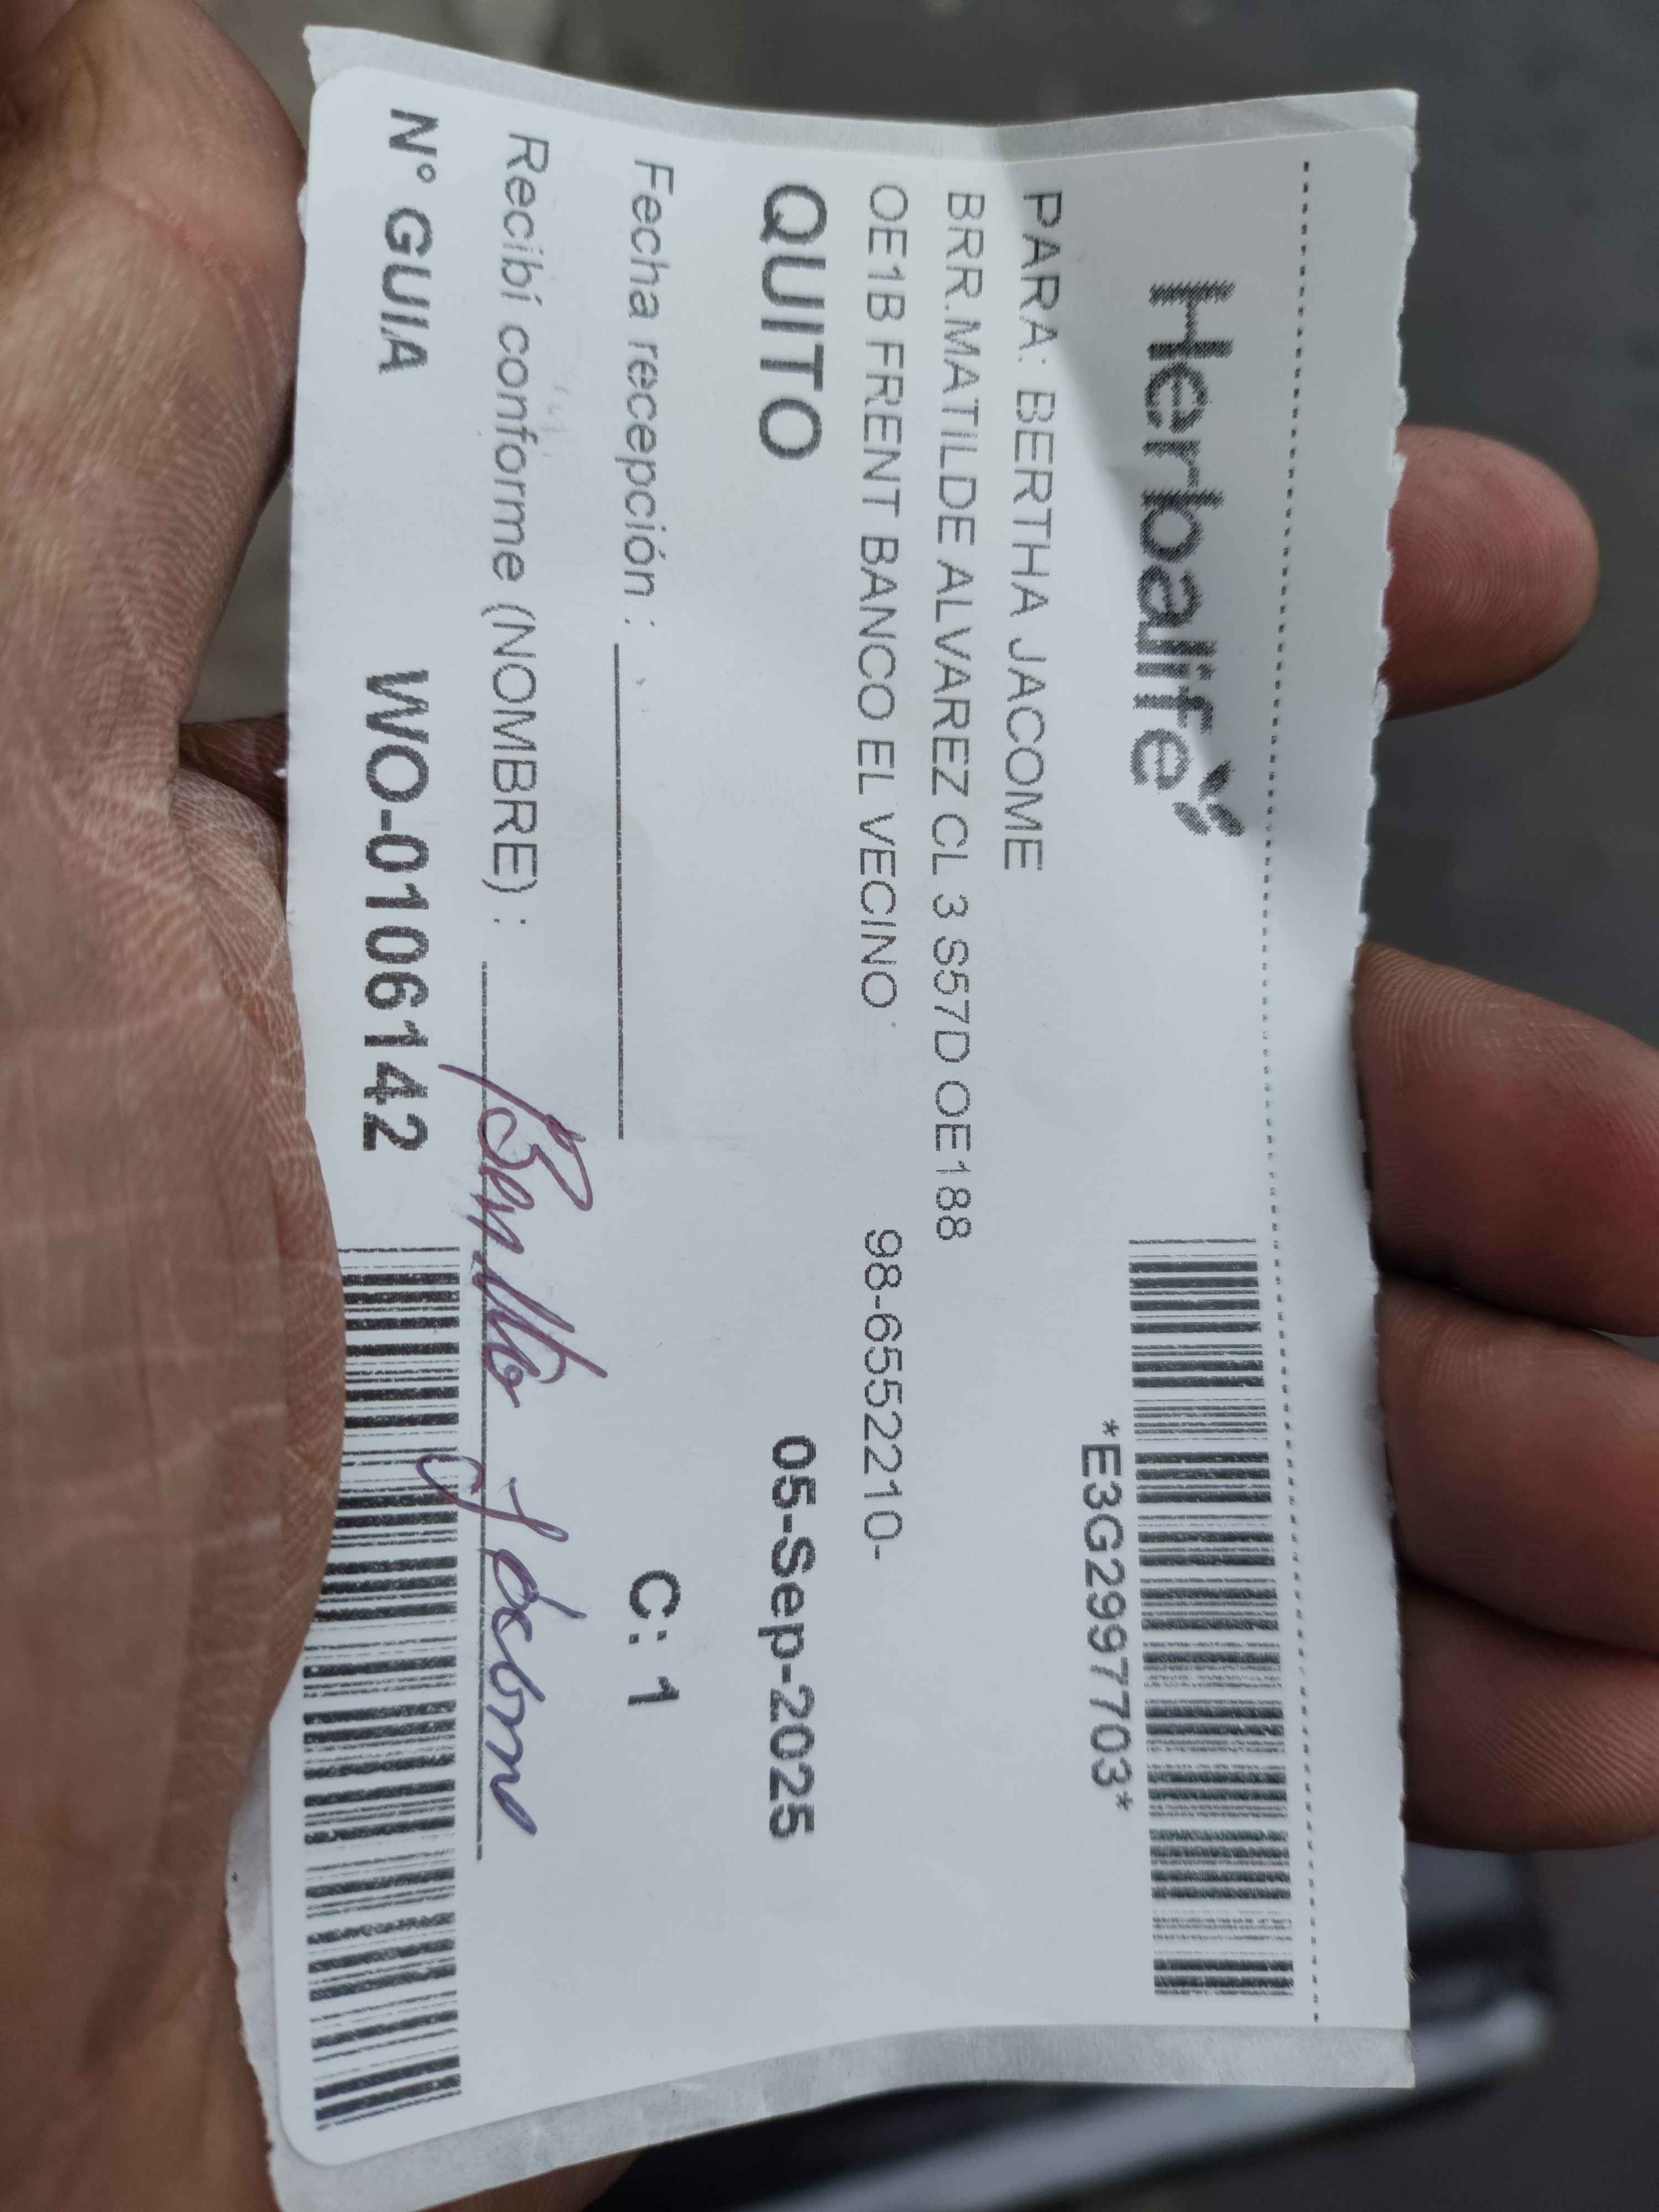 Herbalife
*E3G2997703*
PARA: BERTHA JACOME
BRR.MATILDE ALVAREZ CL 3 S57D OE188
OE1B FRENT BANCO EL VECINO 98-6552210-
QUITO 05-Sep-2025
Fecha recepción : C: 1
Recibí conforme (NOMBRE) :
N° GUIA WO-0106142